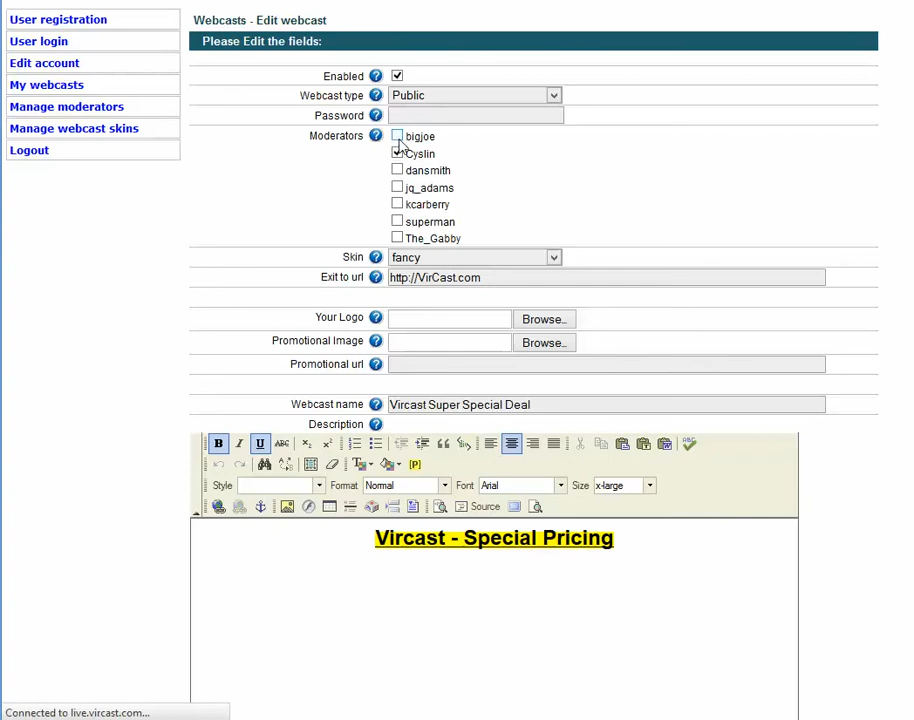 User registration
User login
Edit account
My webcasts
Manage moderators
Manage webcast skins
Logout
Webcasts - Edit webcast
Please Edit the fields:
Enabled ?
Webcast type ? Public
Password ?
Moderators ? bigjoe
Cyslin
dansmith
jq_adams
kcarberry
superman
The_Gabby
Skin ? fancy
Exit to url ? http://VirCast.com
Your Logo ? Browse...
Promotional Image ? Browse...
Promotional url ?
Webcast name ? Vircast Super Special Deal
Description ?
B I U ABC
[P]
Style Format Normal Font Arial Size x-large
Source
Vircast - Special Pricing
Connected to live.vircast.com...